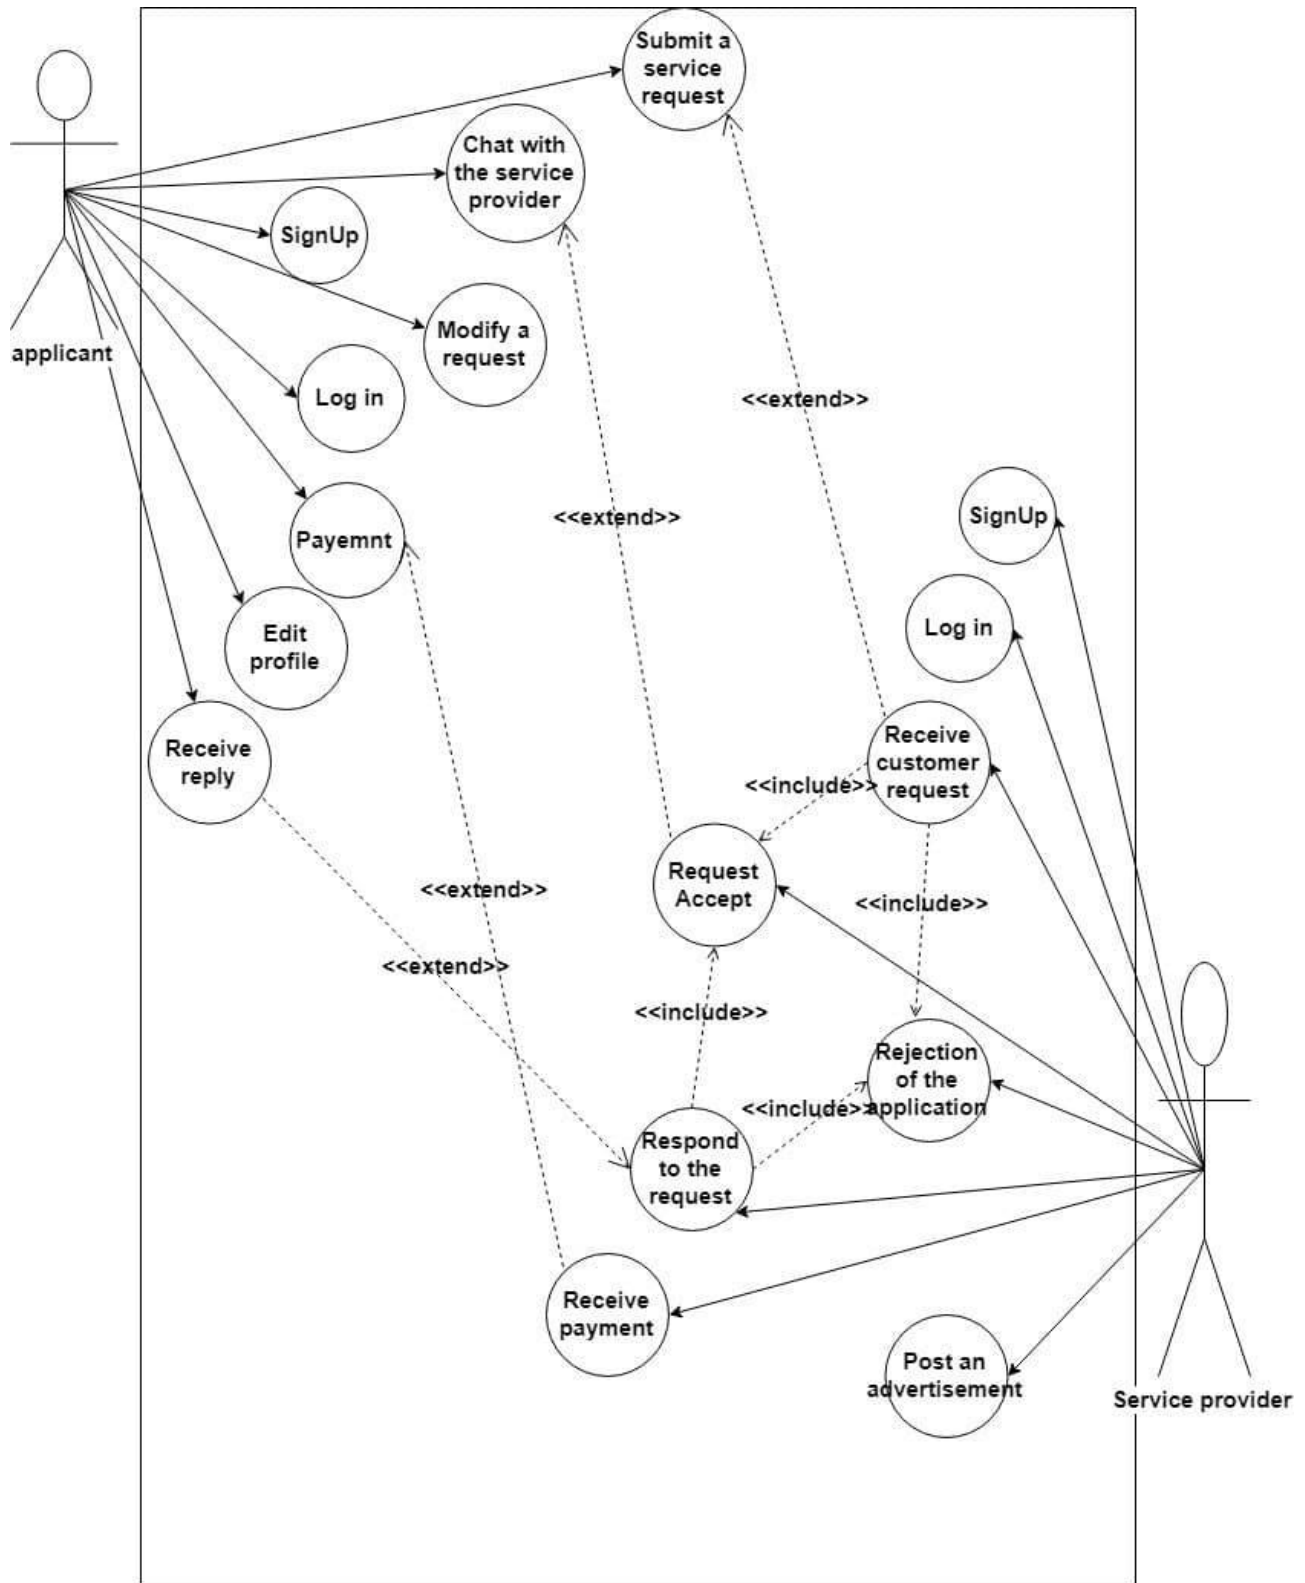 Submit a
service
request
Chat with
the service
provider
SignUp
Modify a
request
applicant
Log in
<<extend>>
<<extend>>
SignUp
Payemnt
Edit
profile
Log in
Receive
reply
Receive
customer
request
<<include>>
Request
Accept
<<extend>>
<<include>>
<<extend>>
<<include>>
Rejection
of the
application
<<include>>
Respond
to the
request
Receive
payment
Post an
advertisement
Service provider